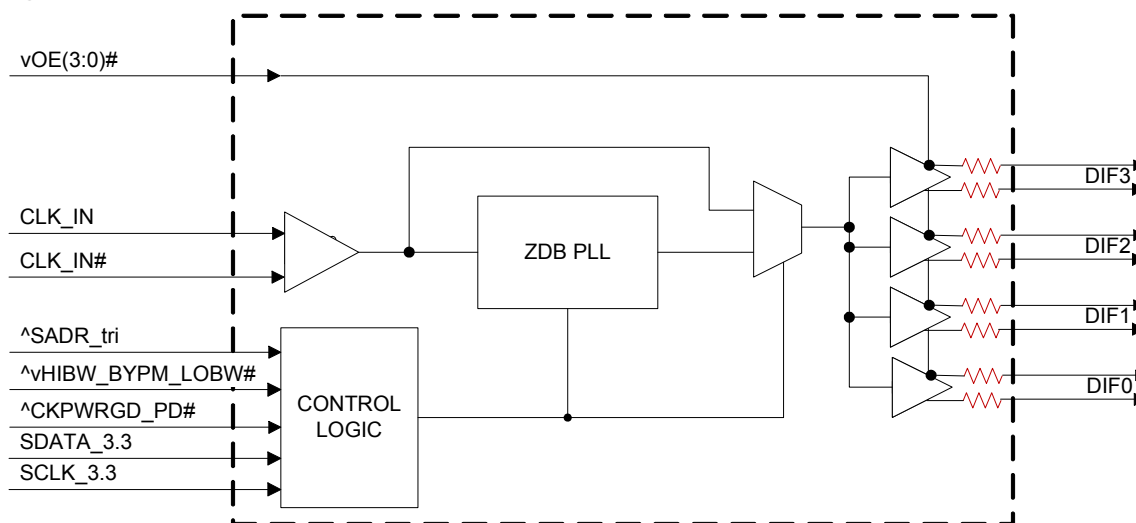 vOE(3:0)#
CLK_IN
CLK_IN#
^SADR_tri
^vHIBW_BYPM_LOBW#
^CKPWRGD_PD#
SDATA_3.3
SCLK_3.3
ZDB PLL
CONTROL
LOGIC
DIF3
DIF2
DIF1
DIF0